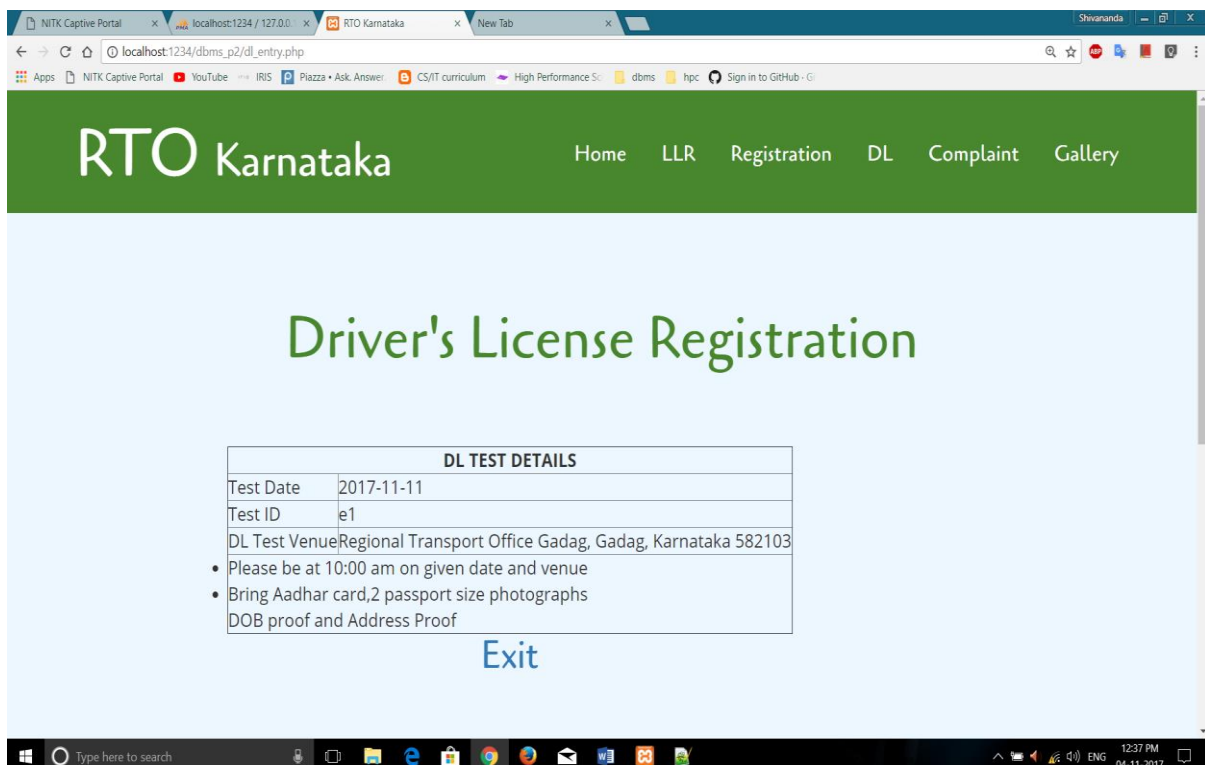 NITK Captive Portal
localhost:1234 / 127.0.0.1
RTO Karnataka
New Tab
Shivananda
localhost:1234/dbms_p2/dl_entry.php
Apps NITK Captive Portal YouTube IRIS Piazza • Ask. Answer. CS/IT curriculum High Performance Sc dbms hpc Sign in to GitHub · G
RTO Karnataka
Home LLR Registration DL Complaint Gallery
Driver's License Registration
DL TEST DETAILS
Test Date 2017-11-11
Test ID e1
DL Test Venue Regional Transport Office Gadag, Gadag, Karnataka 582103
• Please be at 10:00 am on given date and venue
• Bring Aadhar card,2 passport size photographs
DOB proof and Address Proof
Exit
Type here to search
ENG
12:37 PM
04-11-2017